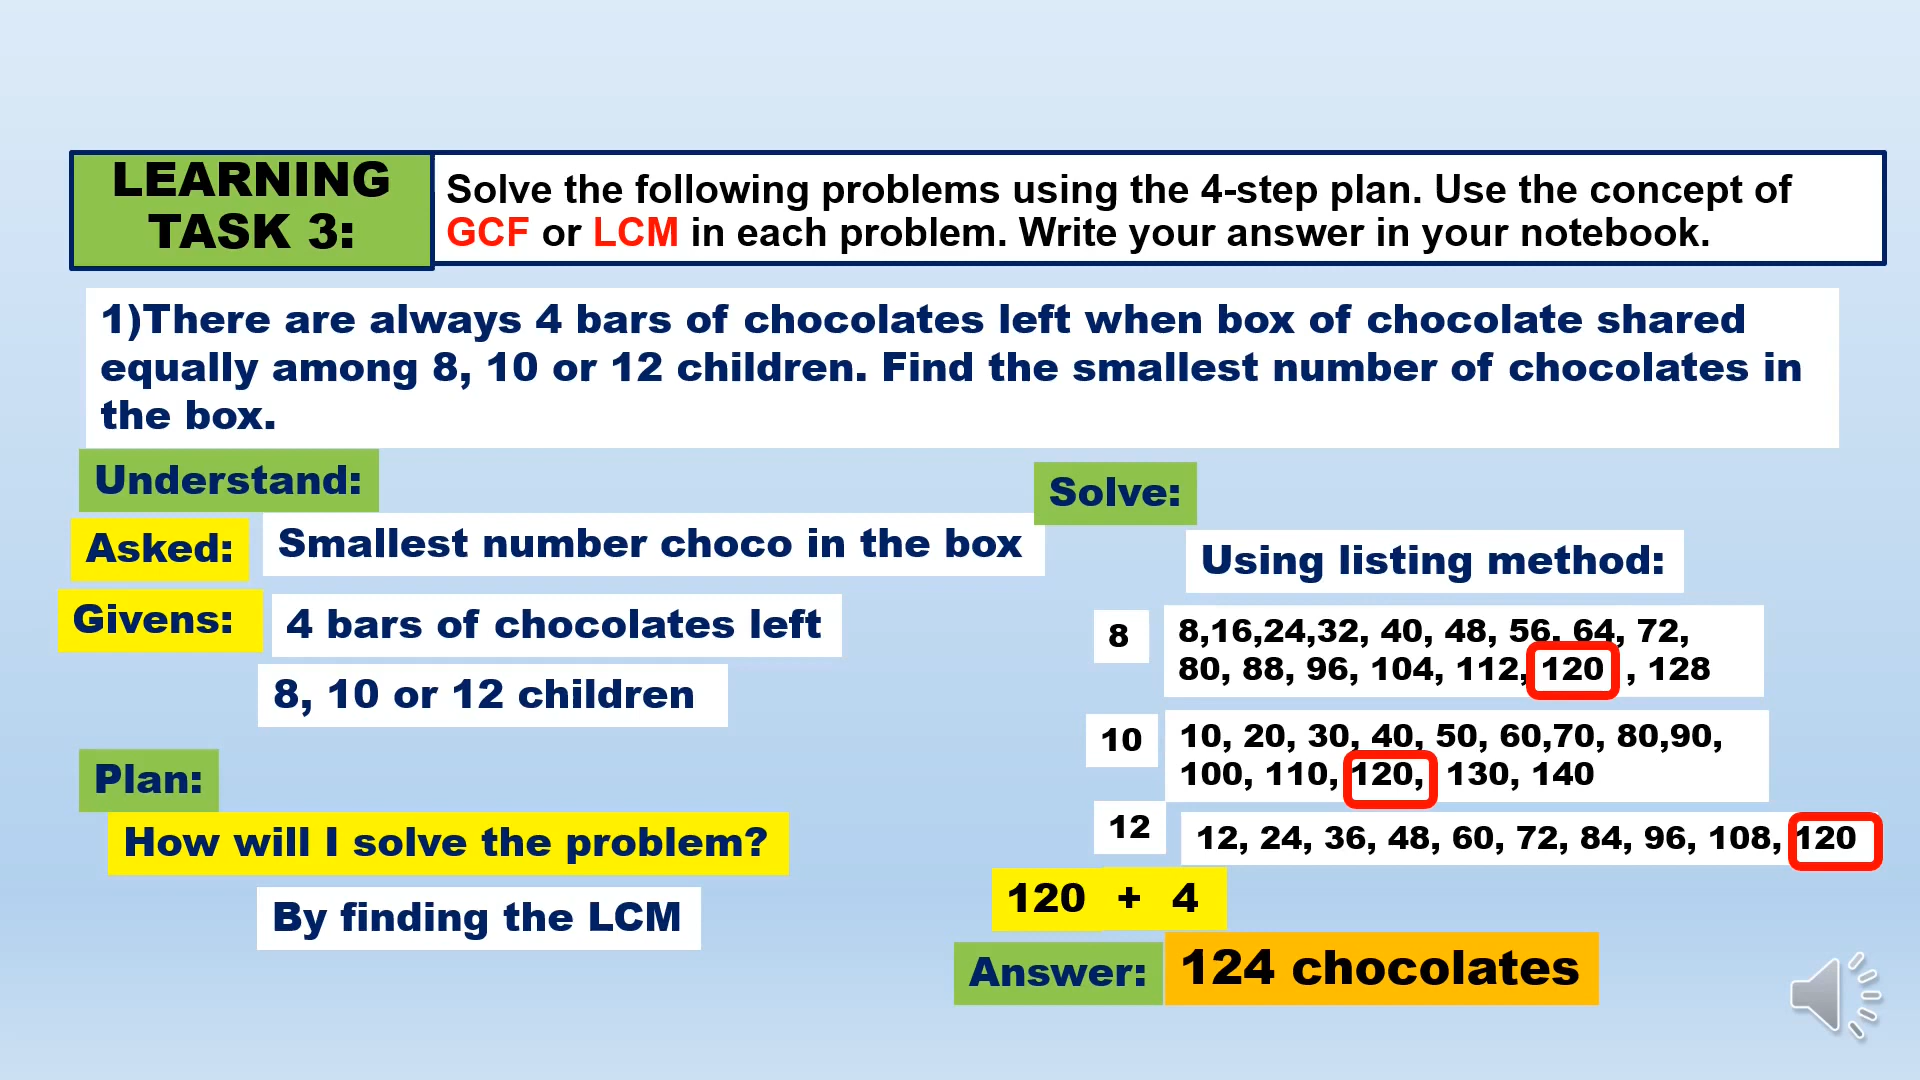 LEARNING
TASK 3:
Solve the following problems using the 4-step plan. Use the concept of
GCF or LCM in each problem. Write your answer in your notebook.
1)There are always 4 bars of chocolates left when box of chocolate shared
equally among 8, 10 or 12 children. Find the smallest number of chocolates in
the box.
Understand:
Asked:
Smallest number choco in the box
Givens:
4 bars of chocolates left
8, 10 or 12 children
Plan:
How will I solve the problem?
By finding the LCM
Solve:
Using listing method:
8
8,16,24,32, 40, 48, 56, 64, 72,
80, 88, 96, 104, 112, 120 , 128
10
10, 20, 30, 40, 50, 60,70, 80,90,
100, 110, 120, 130, 140
12
12, 24, 36, 48, 60, 72, 84, 96, 108, 120
120 + 4
Answer:
124 chocolates